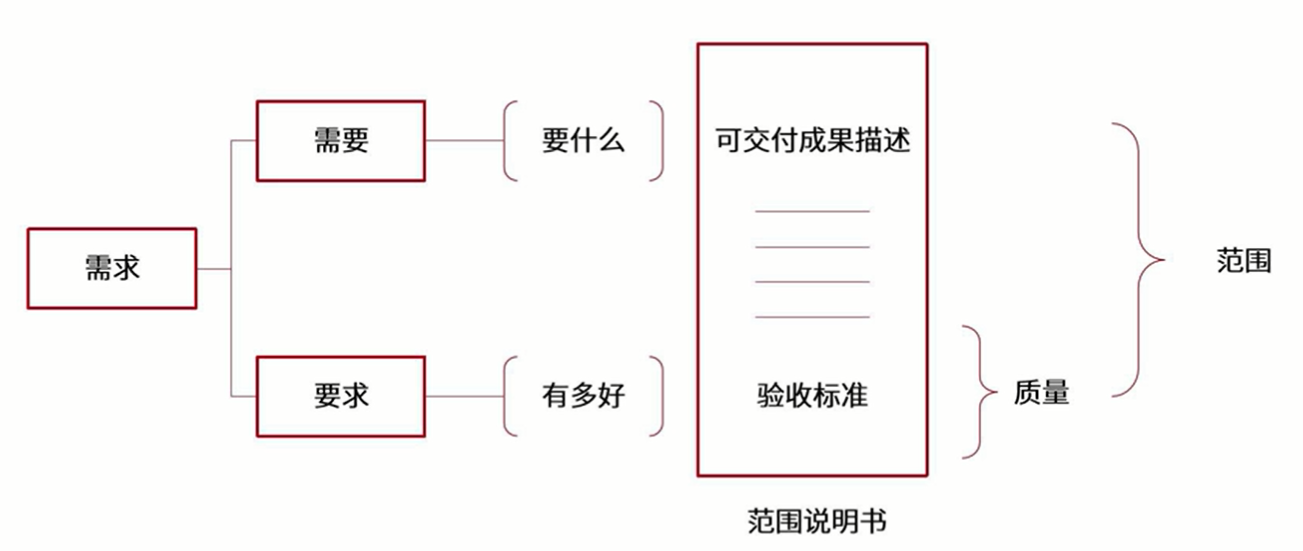 需要
要什么
可交付成果描述
需求
范围
要求
有多好
验收标准
质量
范围说明书